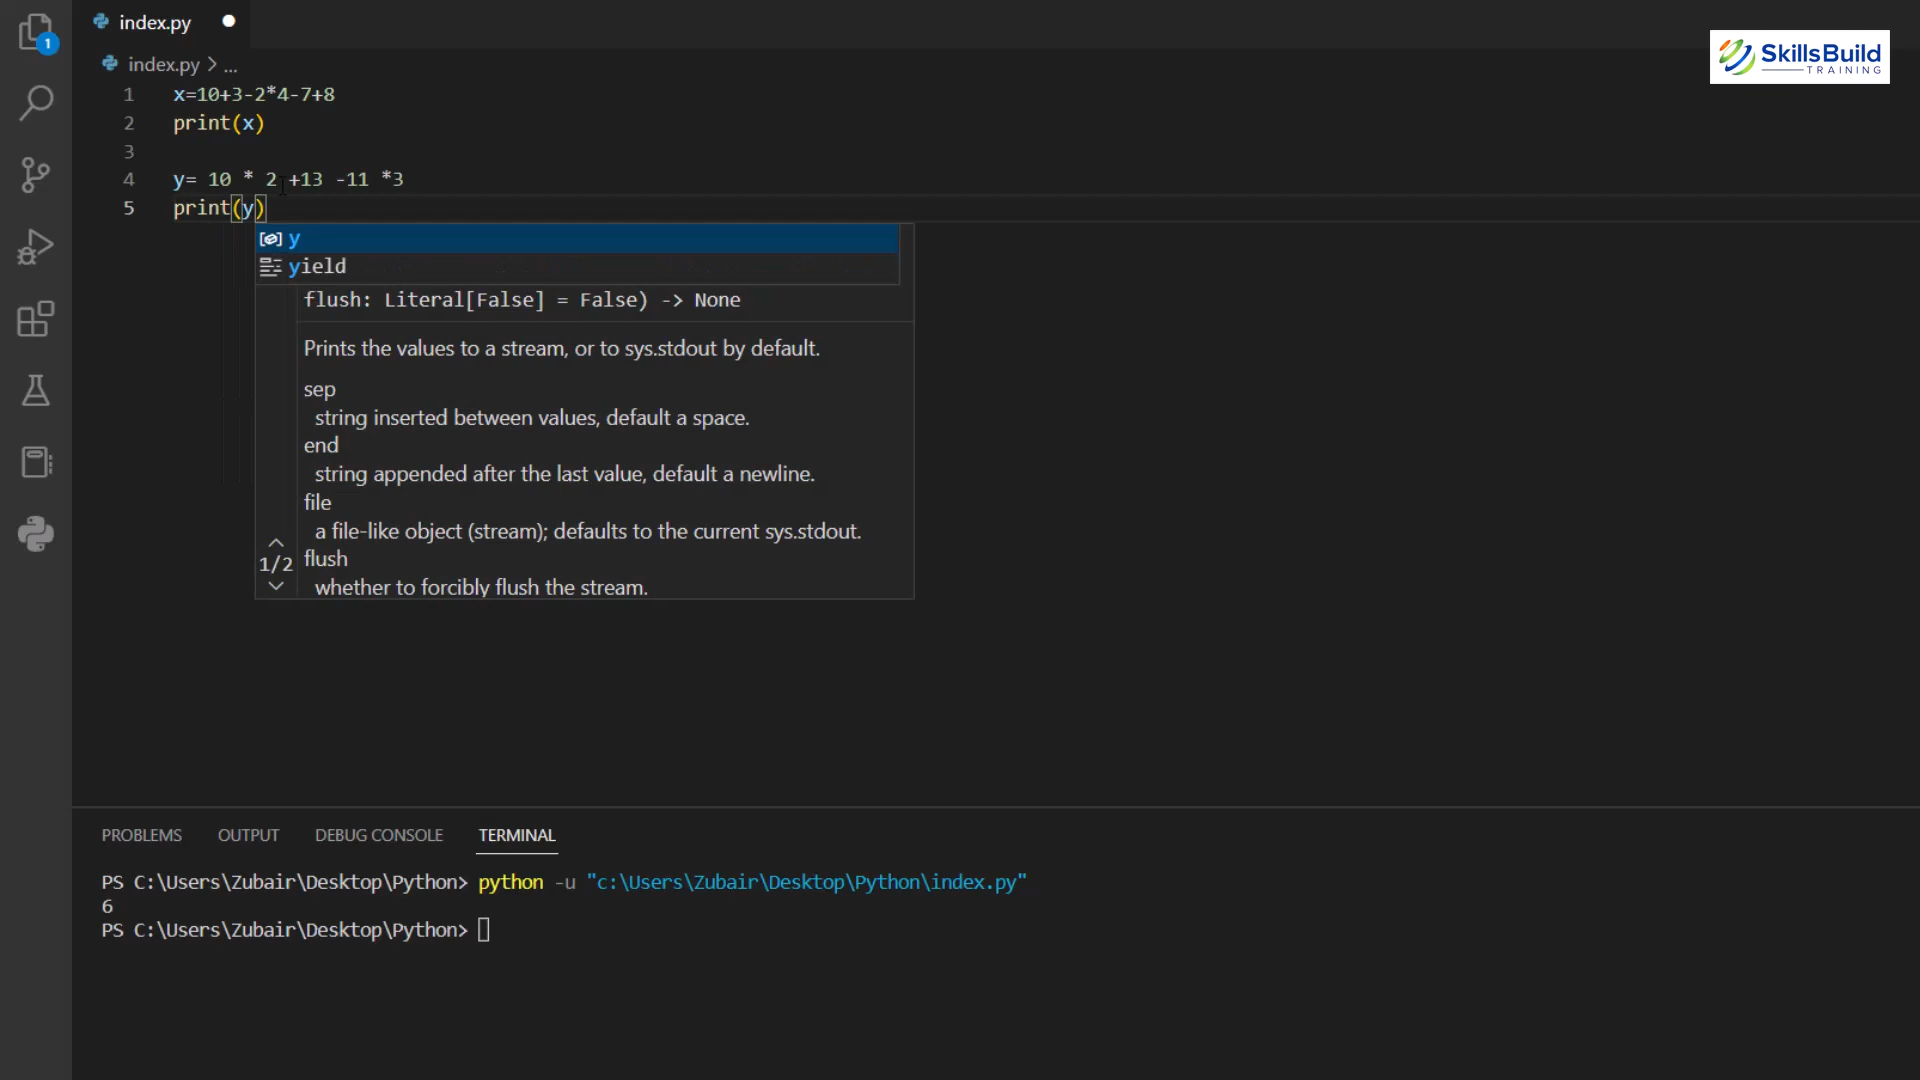 index.py
1
index.py > ...
SkillsBuild
TRAINING
1 x=10+3-2*4-7+8
2 print(x)
3
4 y= 10 * 2 +13 -11 *3
5 print(y)
y
yield
flush: Literal[False] = False) -> None
Prints the values to a stream, or to sys.stdout by default.
sep
string inserted between values, default a space.
end
string appended after the last value, default a newline.
file
a file-like object (stream); defaults to the current sys.stdout.
1/2
flush
whether to forcibly flush the stream.
PROBLEMS OUTPUT DEBUG CONSOLE TERMINAL
PS C:\Users\Zubair\Desktop\Python> python -u "c:\Users\Zubair\Desktop\Python\index.py"
6
PS C:\Users\Zubair\Desktop\Python>